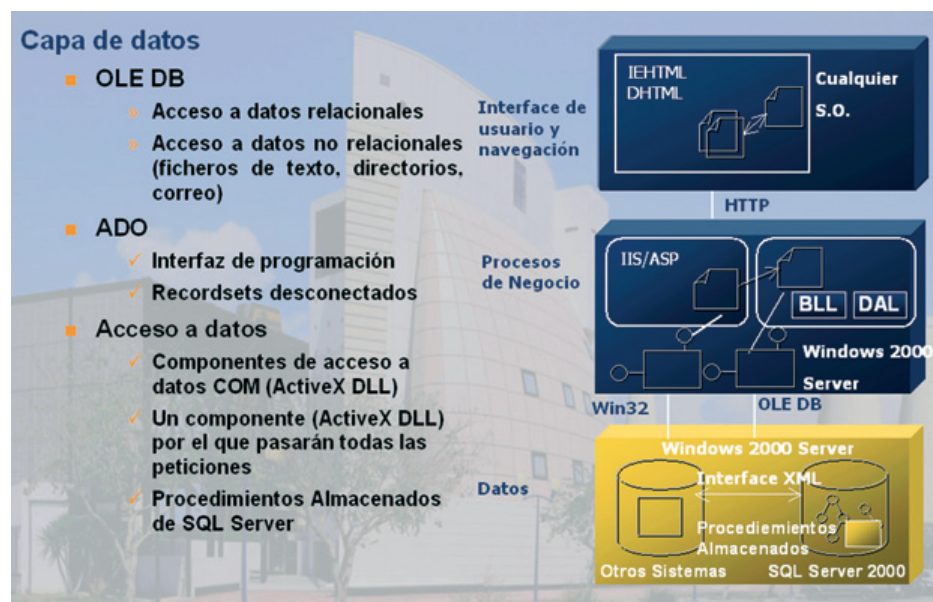 Capa de datos
OLE DB
Acceso a datos relacionales
Acceso a datos no relacionales
(ficheros de texto, directorios,
correo)
ADO
Interfaz de programación
Recordsets desconectados
Acceso a datos
Componentes de acceso a
datos COM (ActiveX DLL)
Un componente (ActiveX DLL)
por el que pasarán todas las
peticiones
Procedimientos Almacenados
de SQL Server
Interface de
usuario y
navegación
IEHTML
DHTML
Cualquier
S.O.
HTTP
Procesos
de Negocio
IIS/ASP
BLL
DAL
Windows 2000
Server
Win32
OLE DB
Datos
Windows 2000 Server
Interface XML
Procediemientos
Almacenados
Otros Sistemas
SQL Server 2000